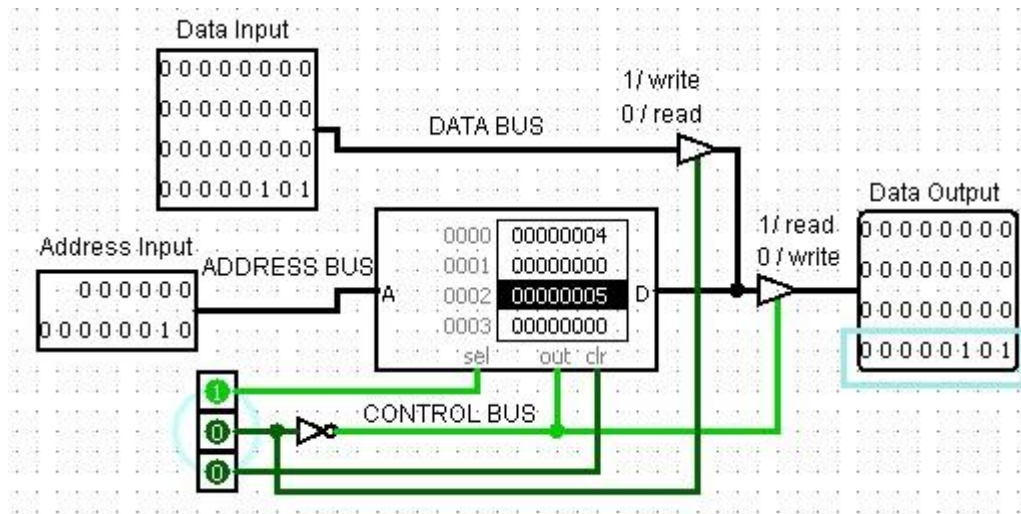 Data Input
0 0 0 0 0 0 0 0
0 0 0 0 0 0 0 0
0 0 0 0 0 0 0 0
0 0 0 0 0 1 0 1
1/ write
0 / read
DATA BUS
Data Output
0 0 0 0 0 0 0 0
0 0 0 0 0 0 0 0
0 0 0 0 0 0 0 0
0 0 0 0 0 1 0 1
1/ read
0 / write
Address Input
0 0 0 0 0 0
0 0 0 0 0 0 1 0
ADDRESS BUS
A
0000 00000004
0001 00000000
0002 00000005
0003 00000000
D
sel out clr
1
0
0
CONTROL BUS